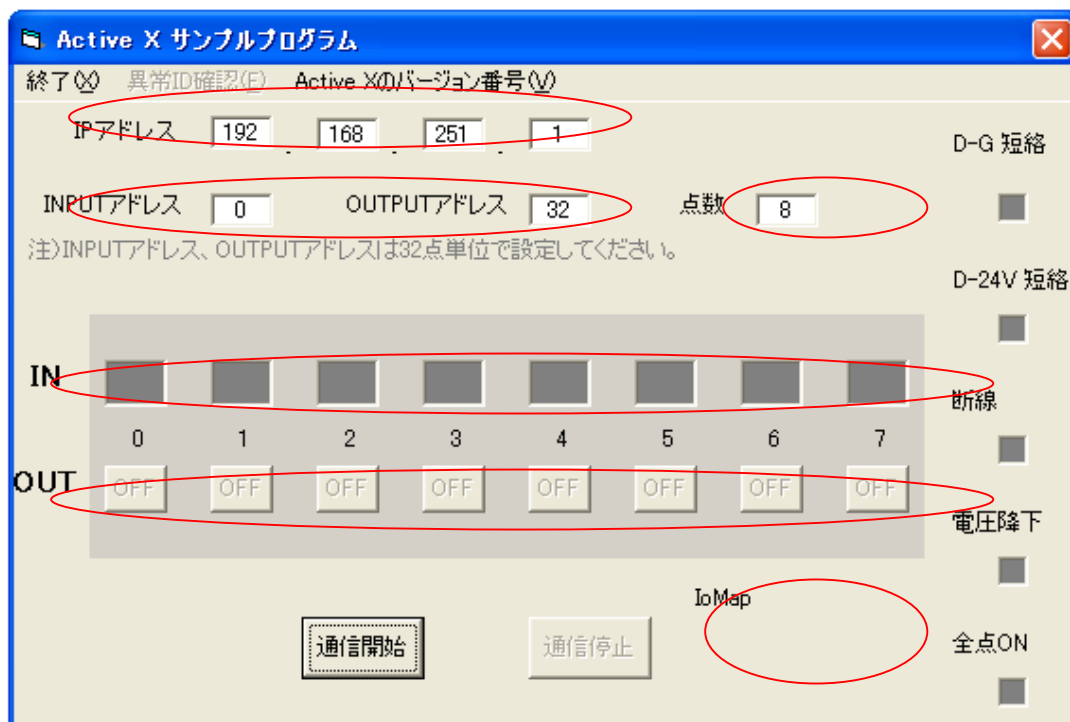 Active X サンプルプログラム
終了(X) 異常ID確認(E) Active Xのバージョン番号(V)
IPアドレス 192 . 168 . 251 . 1
D-G 短絡
INPUTアドレス 0 OUTPUTアドレス 32 点数 8
注)INPUTアドレス、OUTPUTアドレスは32点単位で設定してください。
D-24V 短絡
IN
断線
0 1 2 3 4 5 6 7
OUT OFF OFF OFF OFF OFF OFF OFF OFF
電圧降下
IoMap
通信開始 通信停止
全点ON